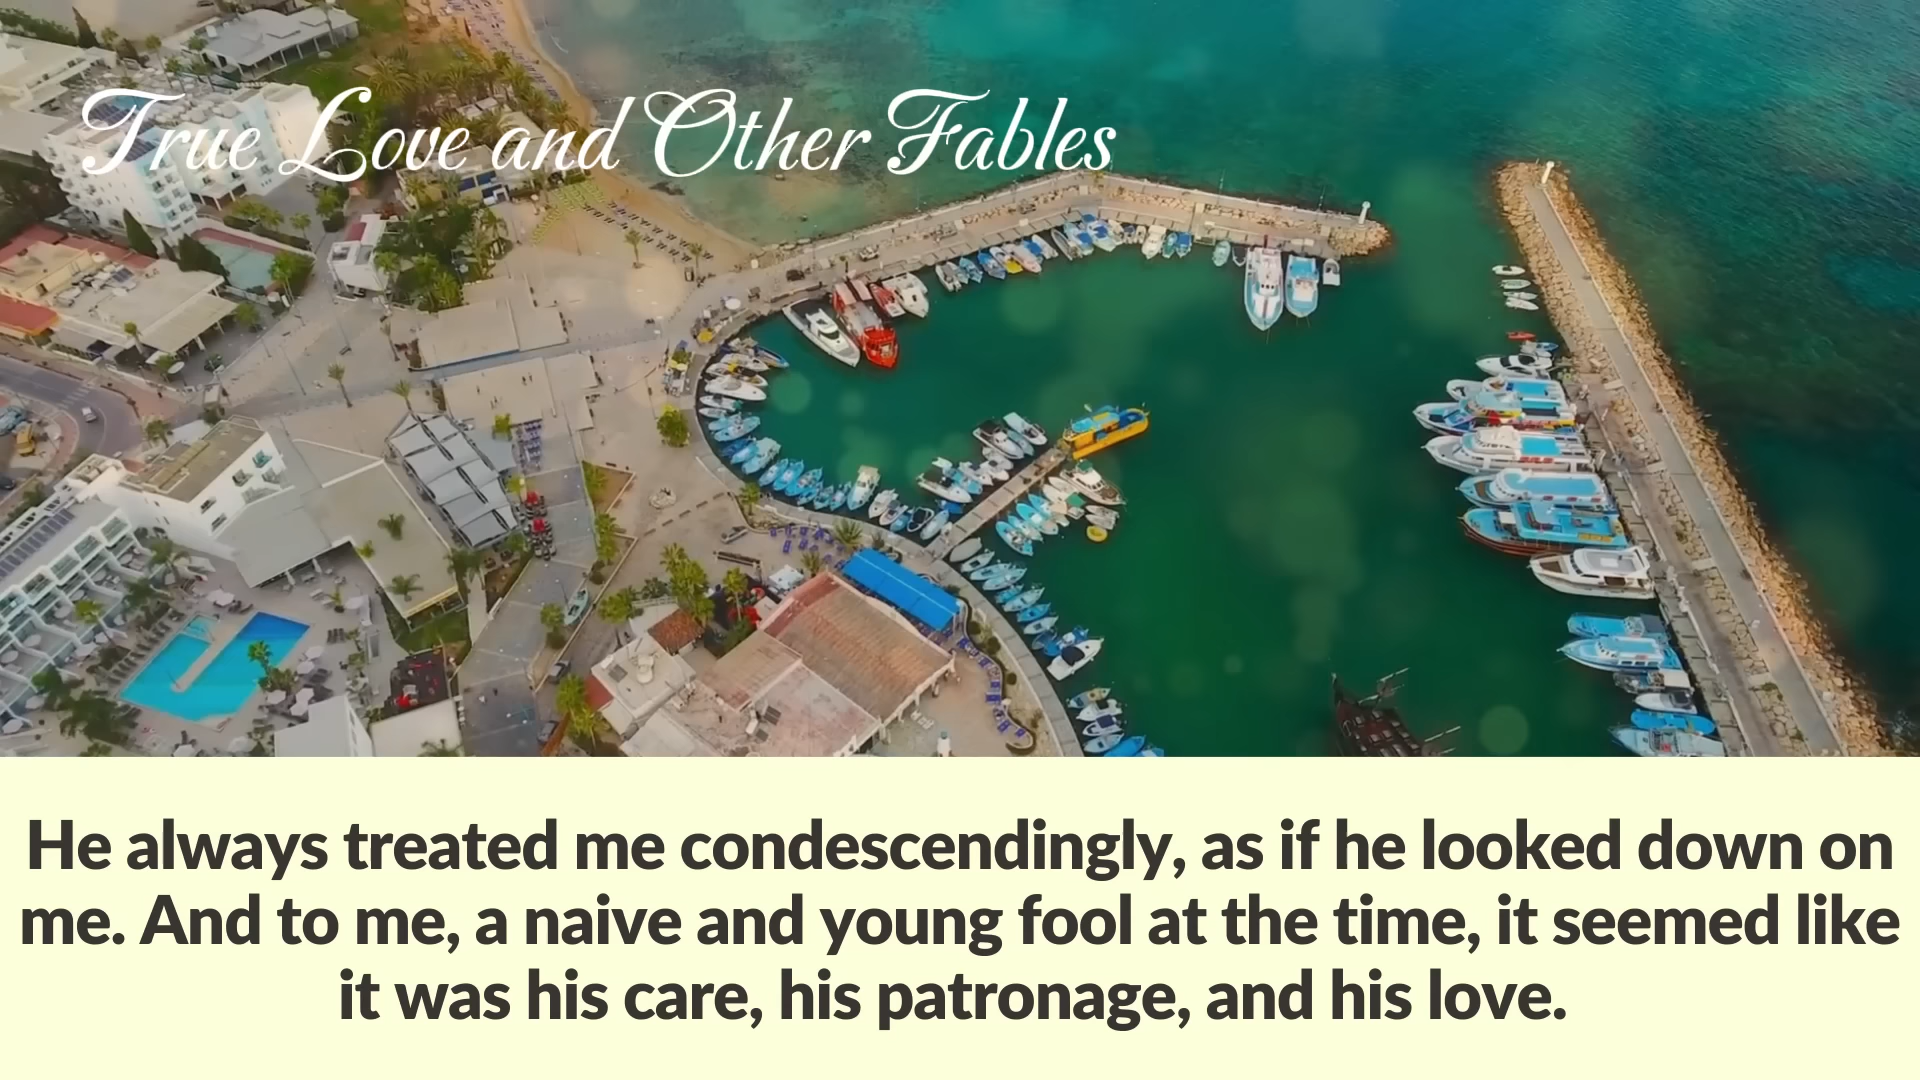 True Love and Other Fables
He always treated me condescendingly, as if he looked down on
me. And to me, a naive and young fool at the time, it seemed like
it was his care, his patronage, and his love.